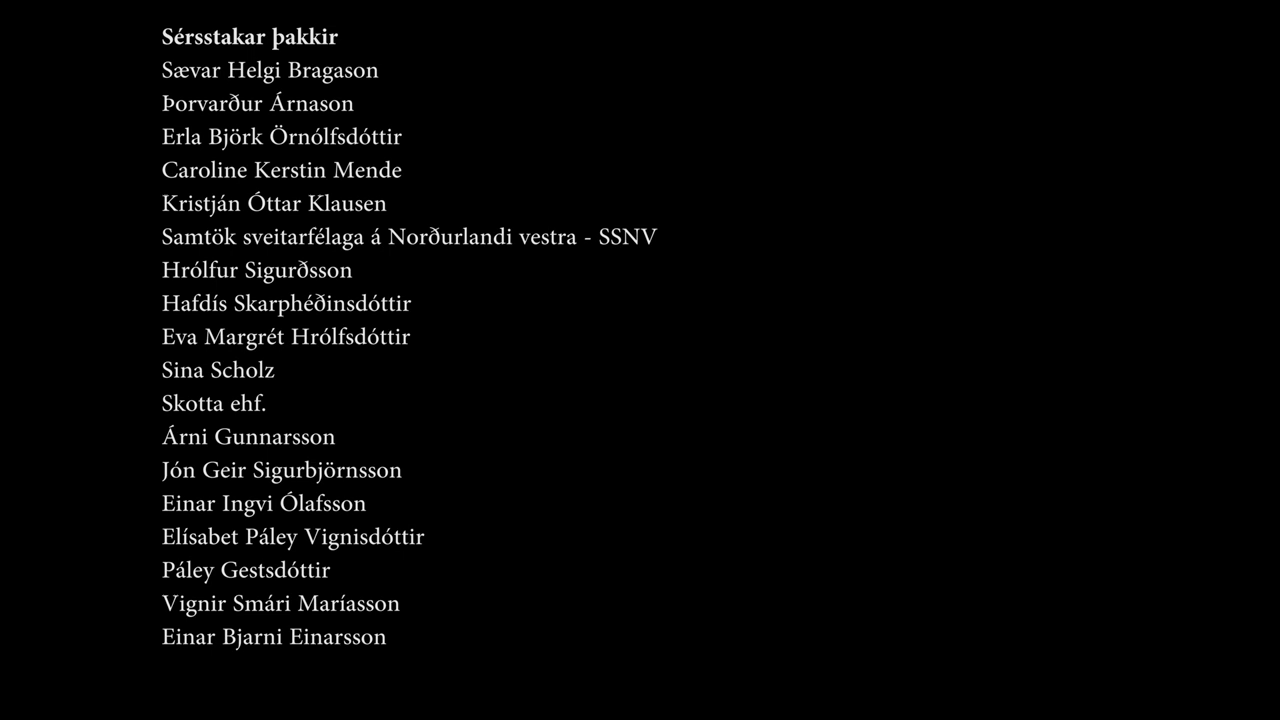 Sérsstakar þakkir
Sævar Helgi Bragason
Þorvarður Árnason
Erla Björk Örnólfsdóttir
Caroline Kerstin Mende
Kristján Óttar Klausen
Samtök sveitarfélaga á Norðurlandi vestra - SSNV
Hrólfur Sigurðsson
Hafdís Skarphéðinsdóttir
Eva Margrét Hrólfsdóttir
Sina Scholz
Skotta ehf.
Árni Gunnarsson
Jón Geir Sigurbjörnsson
Einar Ingvi Ólafsson
Elísabet Páley Vignisdóttir
Páley Gestsdóttir
Vignir Smári Maríasson
Einar Bjarni Einarsson